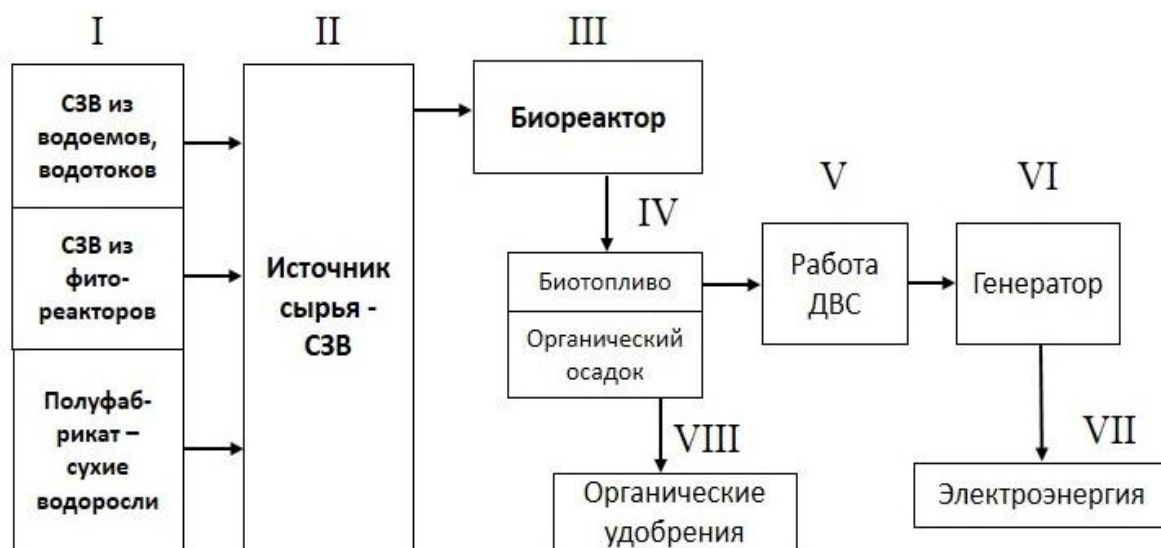 I
II
III
СЗВ из
водоемов,
водотоков
СЗВ из
фито-
реакторов
Полуфаб-
рикат –
сухие
водоросли
Источник
сырья -
СЗВ
Биореактор
IV
Биотопливо
Органический
осадок
V
Работа
ДВС
VI
Генератор
VIII
Органические
удобрения
VII
Электроэнергия